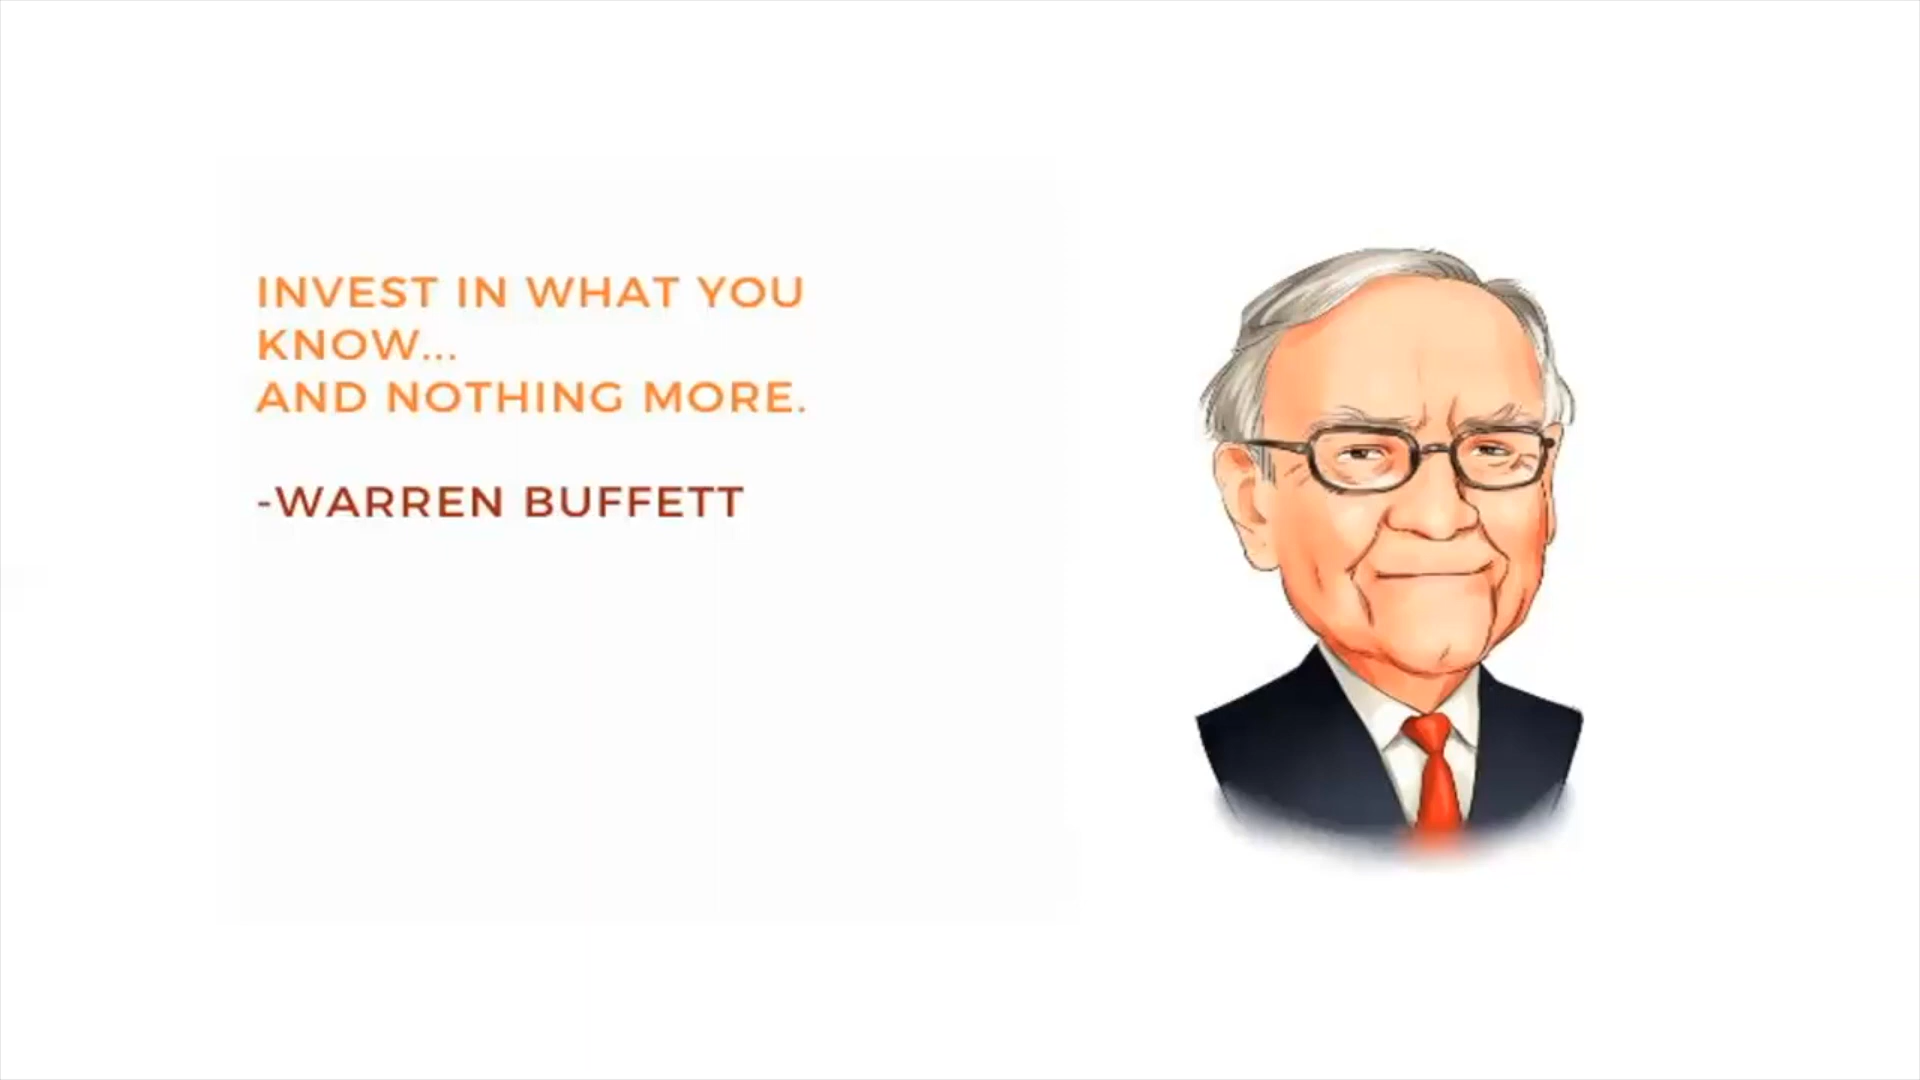 INVEST IN WHAT YOU
KNOW...
AND NOTHING MORE.
-WARREN BUFFETT